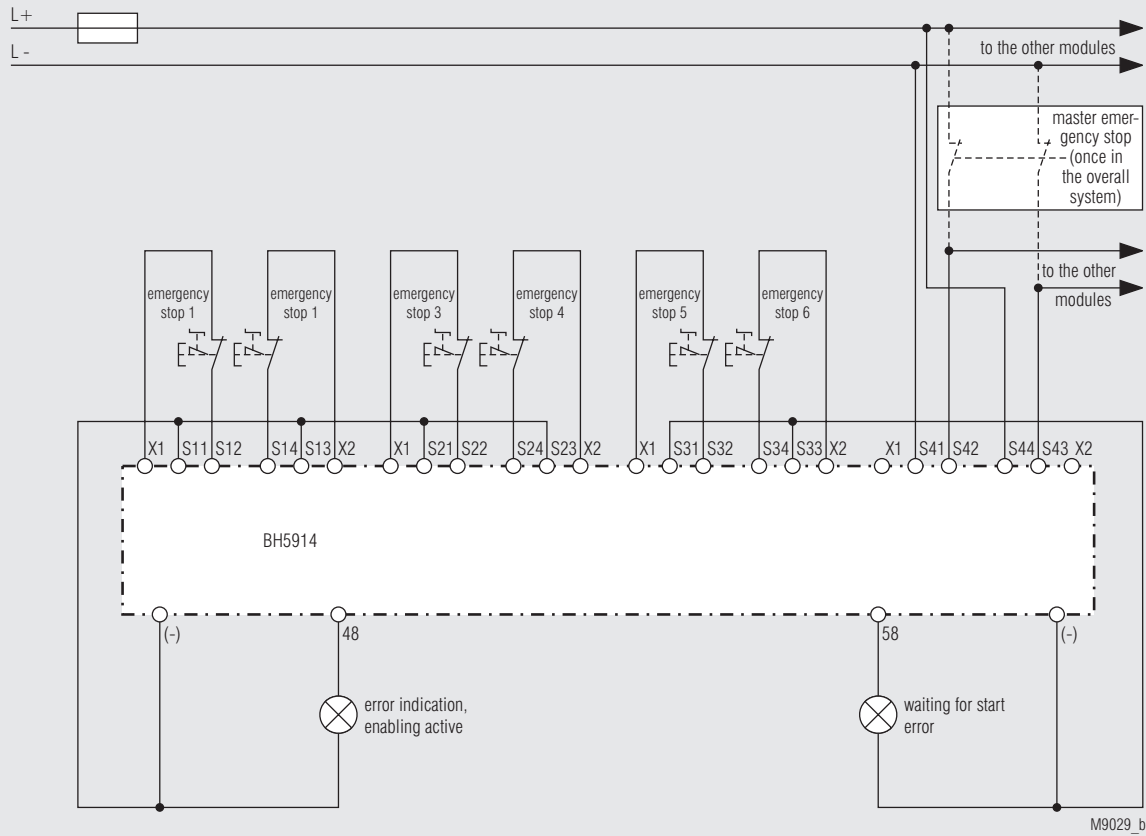 L+
L -
to the other modules
master emer-
gency stop
(once in
the overall
system)
to the other
modules
emergency
stop 1
emergency
stop 1
emergency
stop 3
emergency
stop 4
emergency
stop 5
emergency
stop 6
X1 S11 S12 S14 S13 X2 X1 S21 S22 S24 S23 X2 X1 S31 S32 S34 S33 X2 X1 S41 S42 S44 S43 X2
BH5914
(-) 48 58 (-)
error indication,
enabling active
waiting for start
error
M9029_b